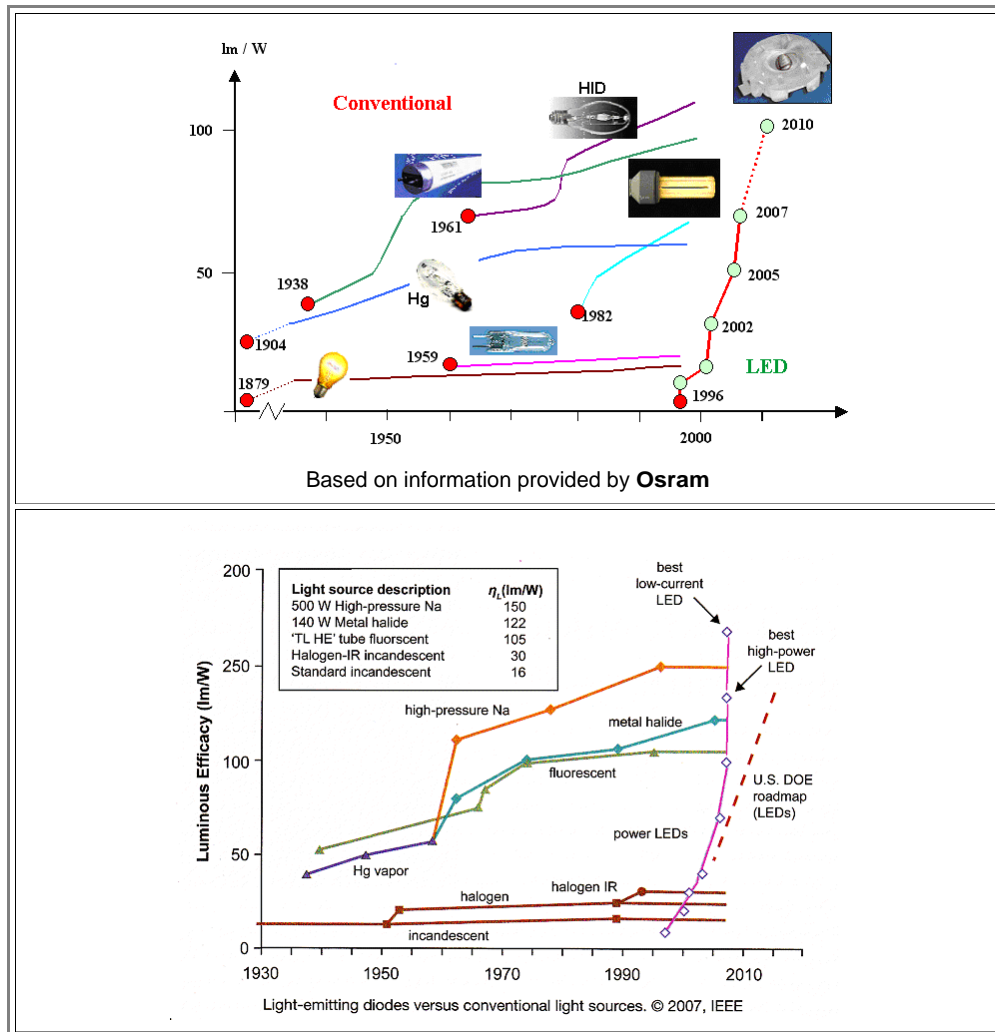 lm / W
Conventional
HID
100
2010
1961
2007
50
1938
Hg
2005
1982
2002
1904
1959
1879
LED
1996
1950
2000
Based on information provided by Osram
200
Light source description ηL(lm/W)
500 W High-pressure Na 150
140 W Metal halide 122
'TL HE' tube fluorscent 105
Halogen-IR incandescent 30
Standard incandescent 16
best
low-current
LED
best
high-power
LED
250
high-pressure Na
metal halide
100
fluorescent
U.S. DOE
roadmap
(LEDs)
Luminous Efficacy (lm/W)
power LEDs
50
Hg vapor
halogen
halogen IR
incandescent
0
1930 1950 1970 1990 2010
Light-emitting diodes versus conventional light sources. © 2007, IEEE